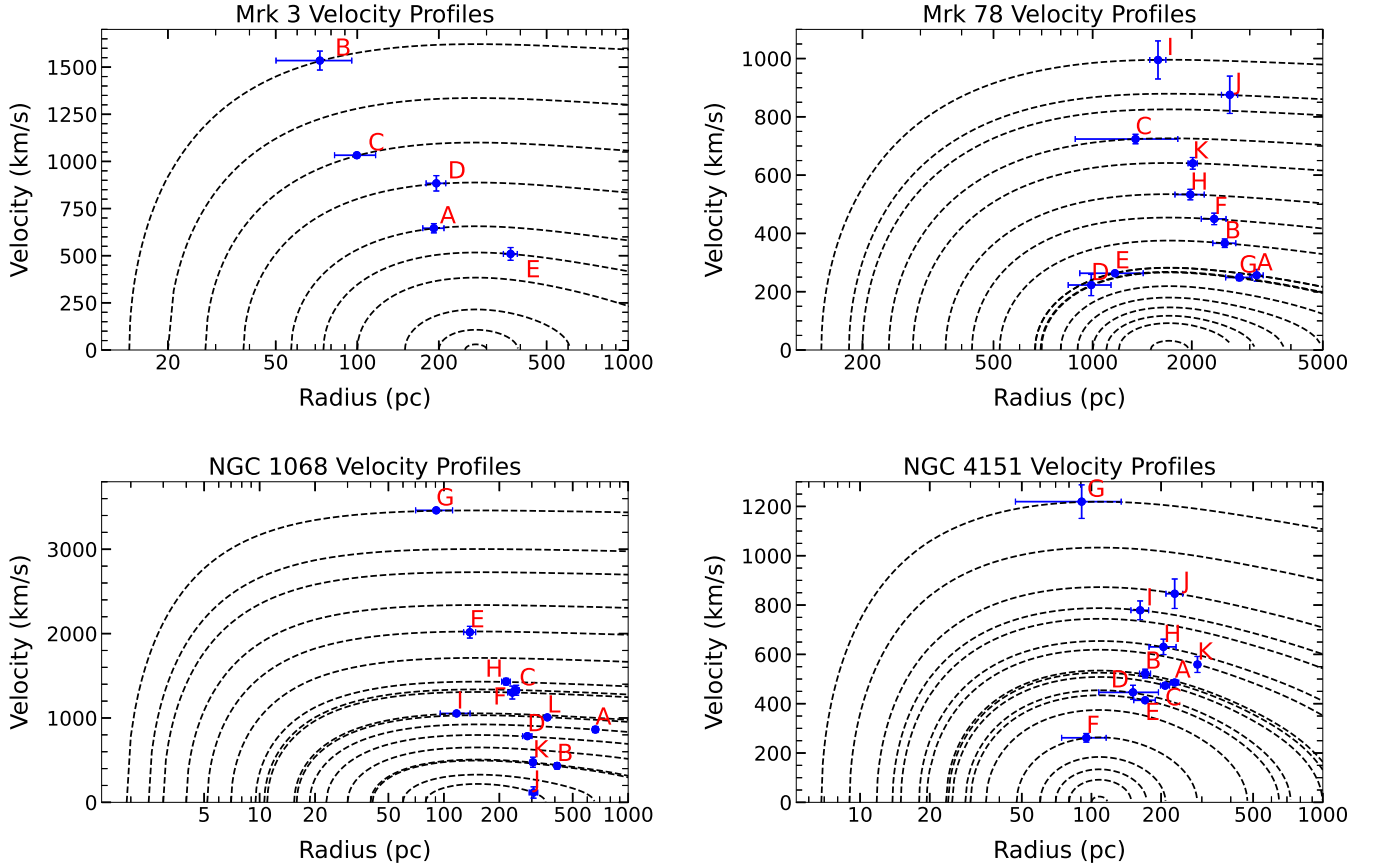 Mrk 3 Velocity Profiles
Velocity (km/s)
1500
1250
1000
750
500
250
0
B
C
D
A
E
20 50 100 200 500 1000
Radius (pc)
Mrk 78 Velocity Profiles
Velocity (km/s)
1000
800
600
400
200
0
I
J
C
K
H
F
B
D E G A
200 500 1000 2000 5000
Radius (pc)
NGC 1068 Velocity Profiles
Velocity (km/s)
3000
2000
1000
0
G
E
H C
F
I L A
D
K B
J
5 10 20 50 100 200 500 1000
Radius (pc)
NGC 4151 Velocity Profiles
Velocity (km/s)
1200
1000
800
600
400
200
0
G
J
I
H
K
B A
D C
E
F
10 20 50 100 200 500 1000
Radius (pc)